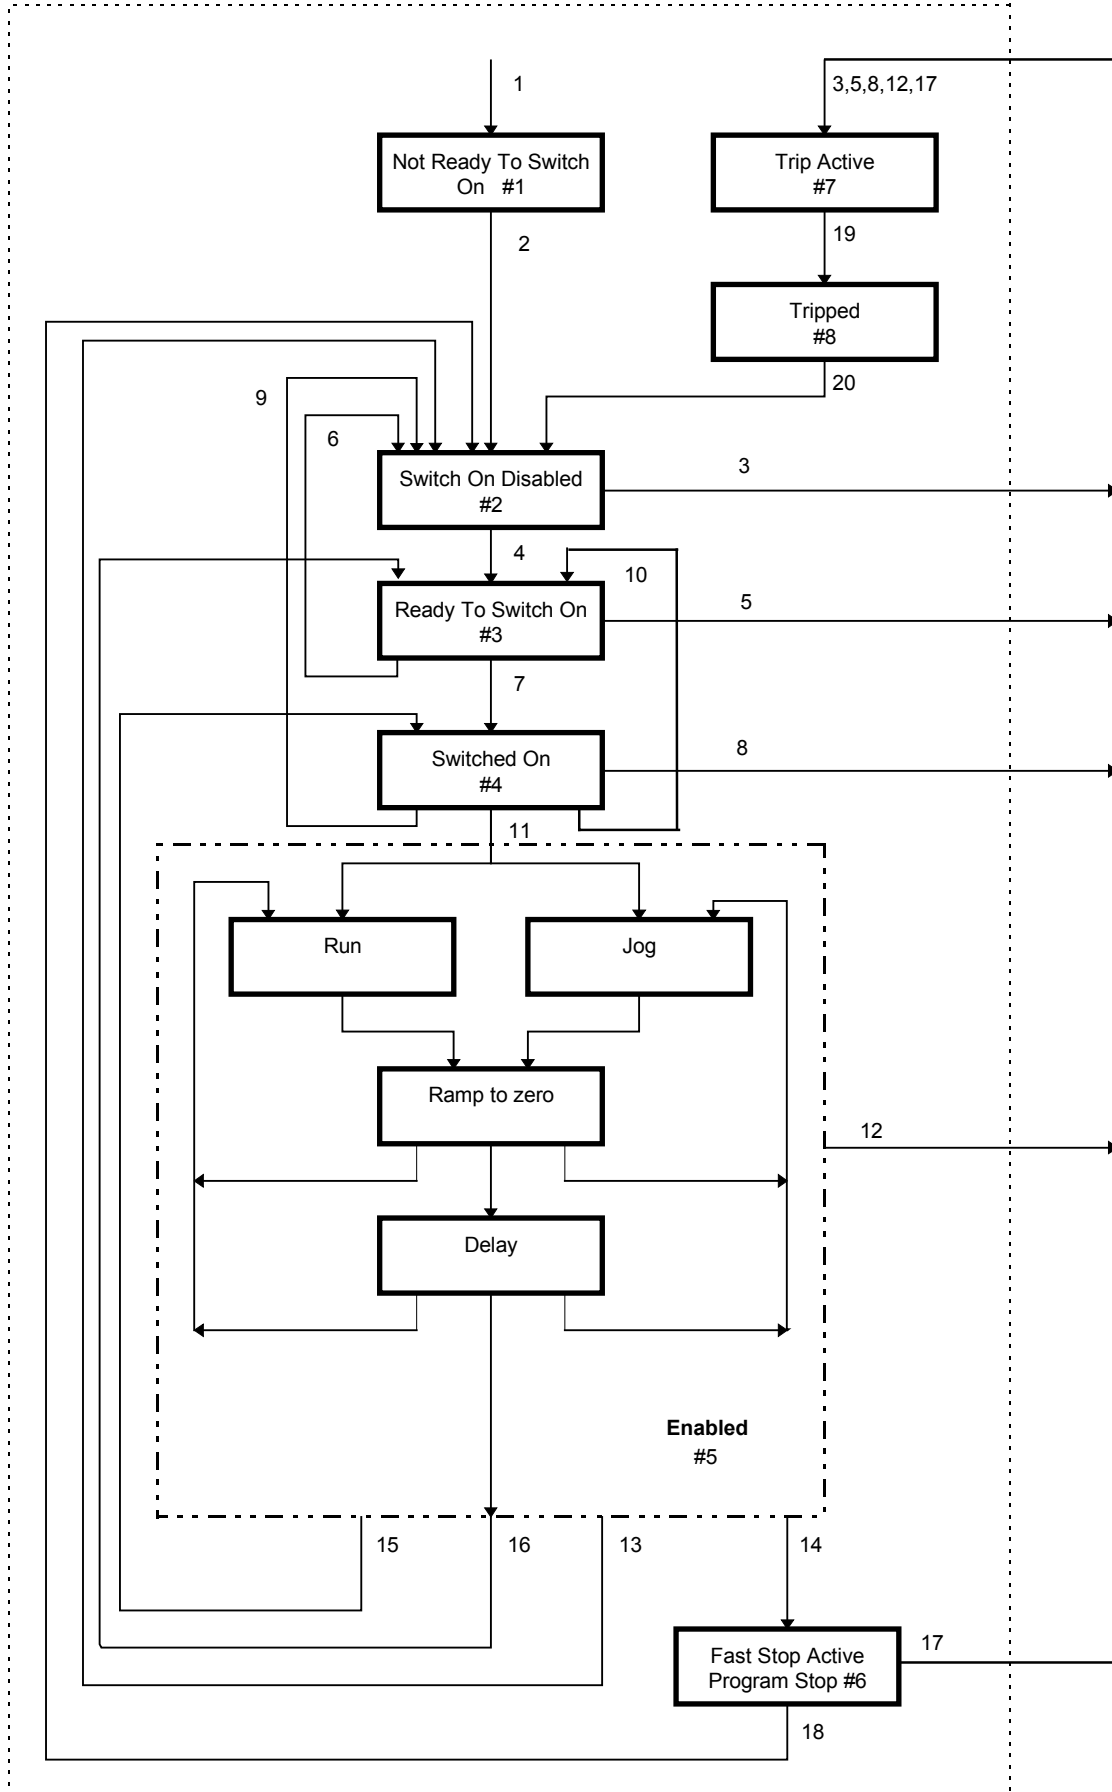 1
3,5,8,12,17
Not Ready To Switch
On #1
Trip Active
#7
2
19
Tripped
#8
20
9
6
Switch On Disabled
#2
3
4
10
Ready To Switch On
#3
5
7
Switched On
#4
8
11
Run
Jog
Ramp to zero
12
Delay
Enabled
#5
15
16
13
14
Fast Stop Active
Program Stop #6
17
18